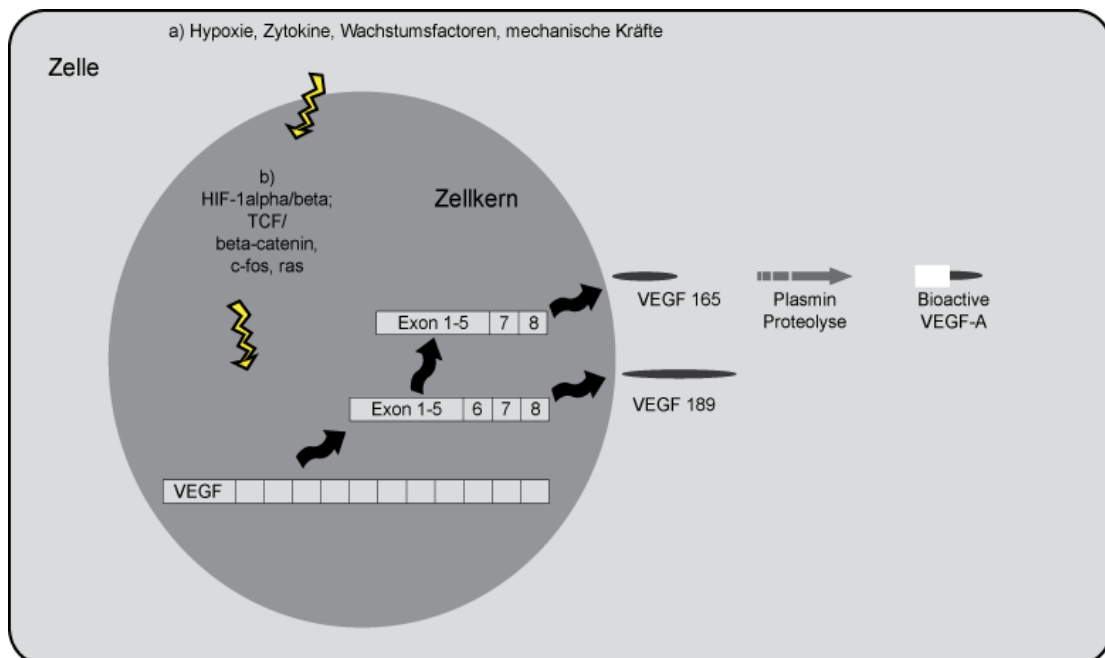 a) Hypoxie, Zytokine, Wachstumsfactoren, mechanische Kräfte
Zelle
b)
HIF-1alpha/beta;
TCF/
beta-catenin,
c-fos, ras
Zellkern
Exon 1-5 7 8
VEGF 165
Plasmin
Proteolyse
Bioactive
VEGF-A
Exon 1-5 6 7 8
VEGF 189
VEGF